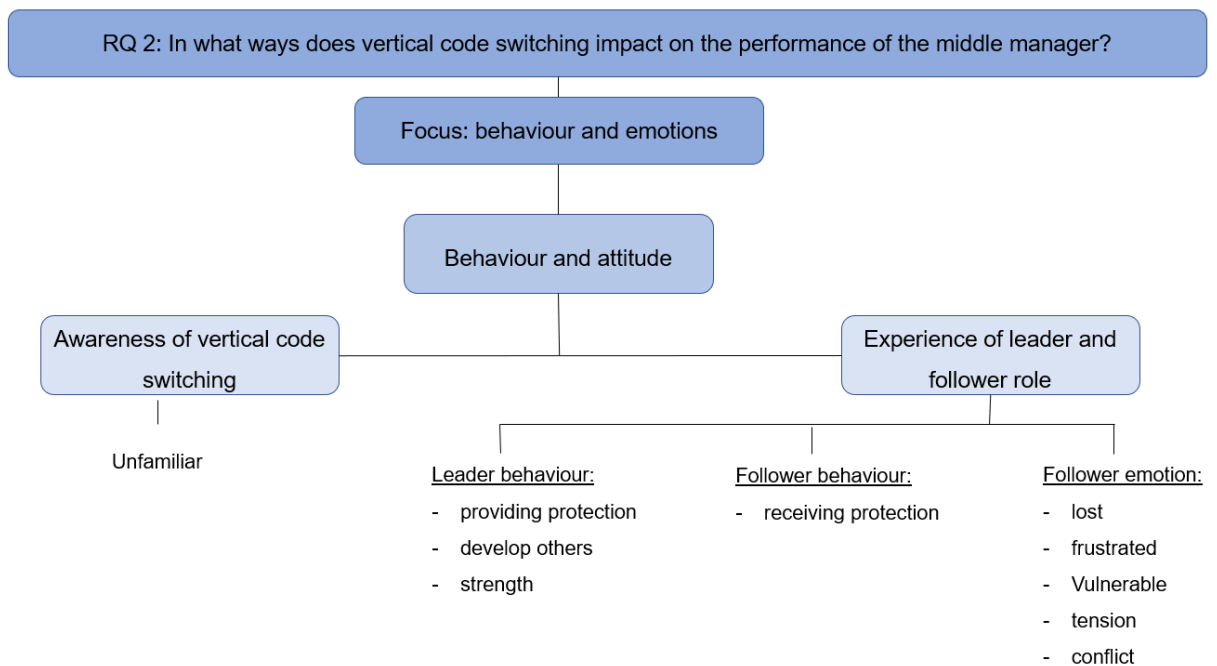 RQ 2: In what ways does vertical code switching impact on the performance of the middle manager?
Focus: behaviour and emotions
Behaviour and attitude
Awareness of vertical code
switching
Unfamiliar
Experience of leader and
follower role
Leader behaviour:
- providing protection
- develop others
- strength
Follower behaviour:
- receiving protection
Follower emotion:
- lost
- frustrated
- Vulnerable
- tension
- conflict